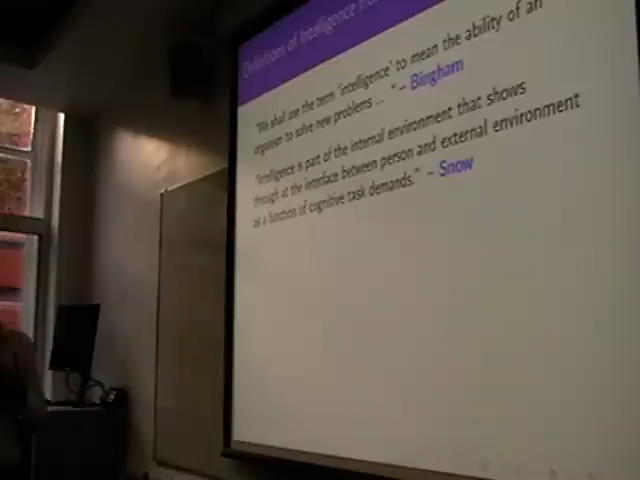 Definitions of Intelligence from
"We shall use the term 'intelligence' to mean the ability of an
organism to solve new problems ... " – Bingham
"Intelligence is part of the internal environment that shows
through at the interface between person and external environment
as a function of cognitive task demands." – Snow